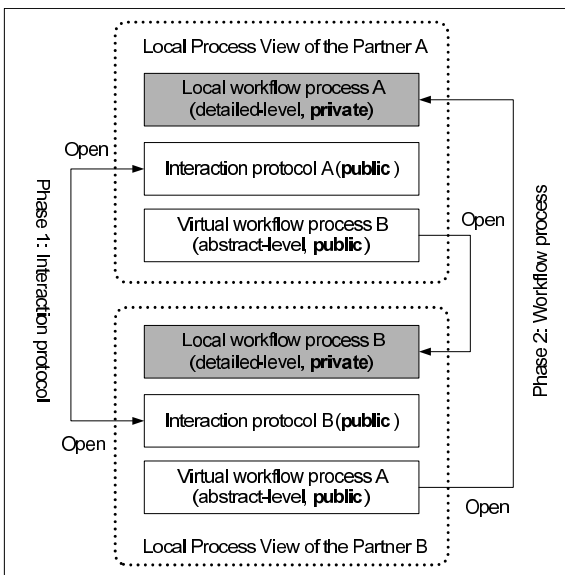 Local Process View of the Partner A
Local workflow process A
(detailed-level, private)
Open
Interaction protocol A (public )
Virtual workflow process B
(abstract-level, public)
Open
Phase 1: Interaction
protocol
Phase 2: Workflow process
Local workflow process B
(detailed-level, private)
Interaction protocol B (public )
Open
Virtual workflow process A
(abstract-level, public)
Open
Local Process View of the Partner B